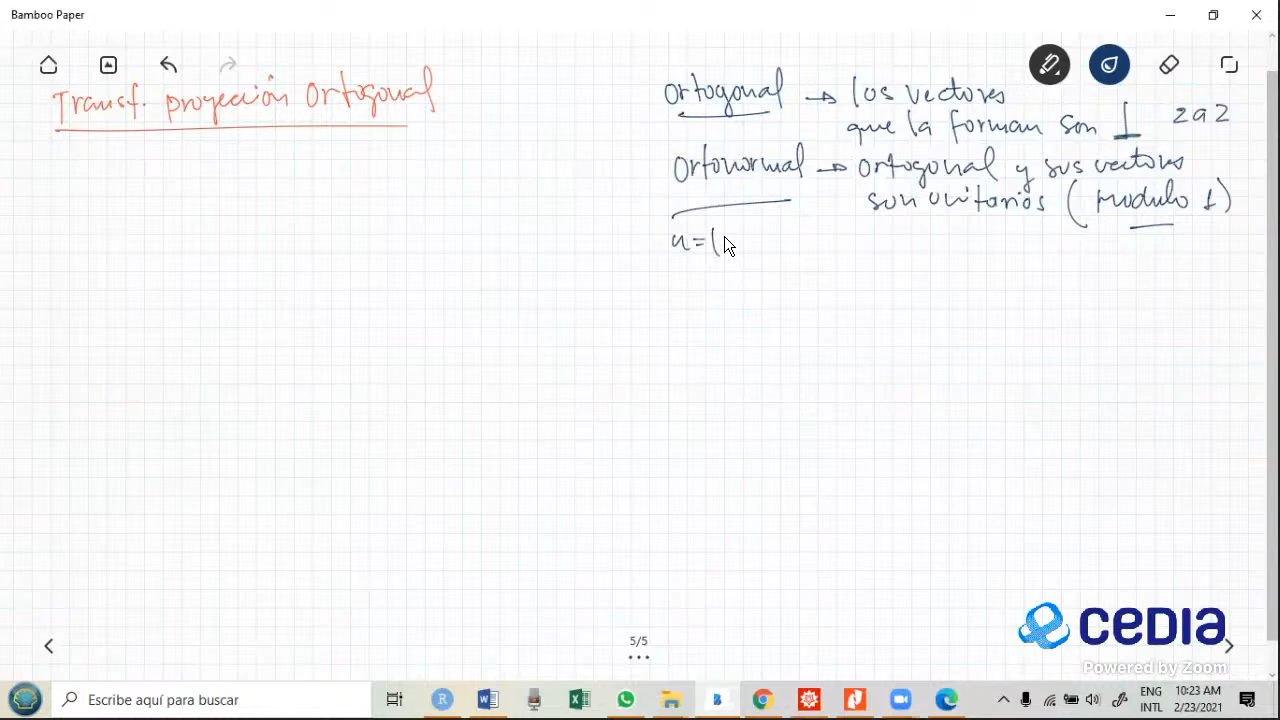 Bamboo Paper
Transf. proyección Ortogonal
Ortogonal → los vectores
que la forman son ⊥ 2 a 2
Ortonormal → ortogonal y sus vectores
son unitarios (modulo 1)
u = (
5/5
cedia
Powered by Zoom
Escribe aquí para buscar
ENG
INTL
10:23 AM
2/23/2021